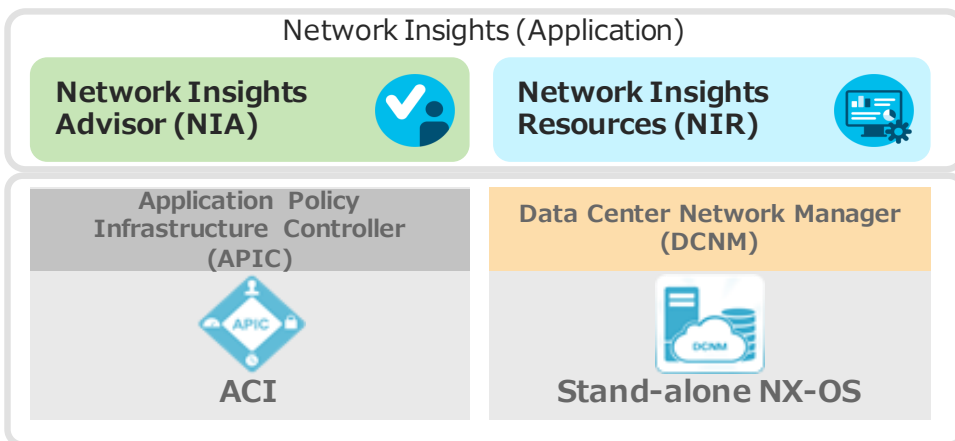 Network Insights (Application)
Network Insights
Advisor (NIA)
Network Insights
Resources (NIR)
Application Policy
Infrastructure Controller
(APIC)
Data Center Network Manager
(DCNM)
APIC
DCNM
ACI
Stand-alone NX-OS